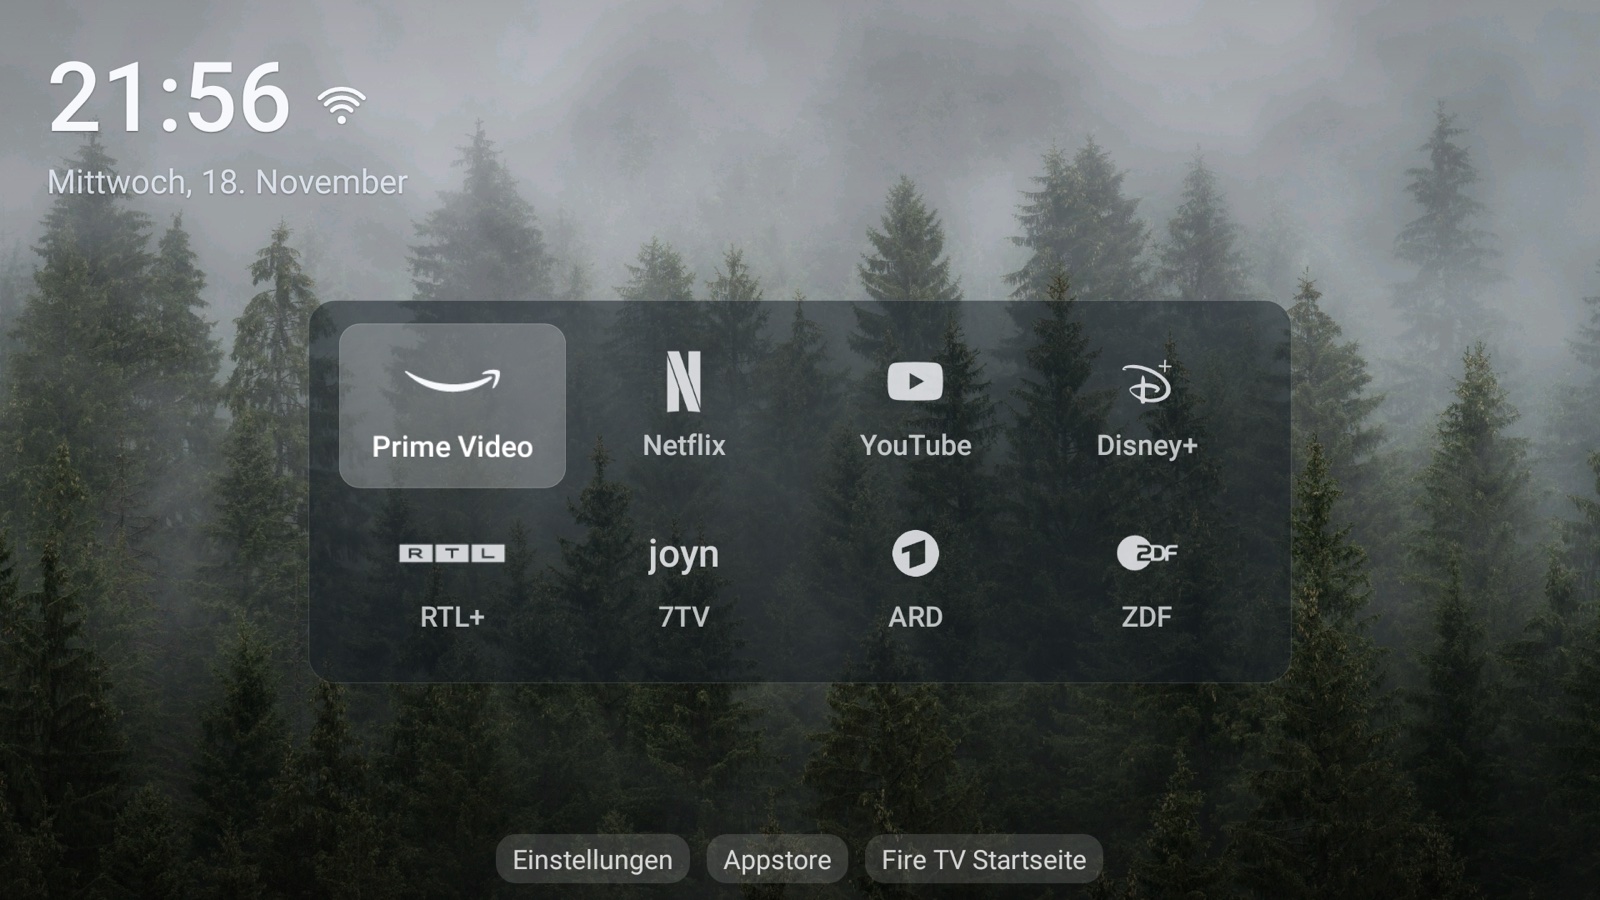 21:56
Mittwoch, 18. November
Prime Video
Netflix
YouTube
Disney+
RTL
joyn
1
ZDF
RTL+
7TV
ARD
ZDF
Einstellungen
Appstore
Fire TV Startseite